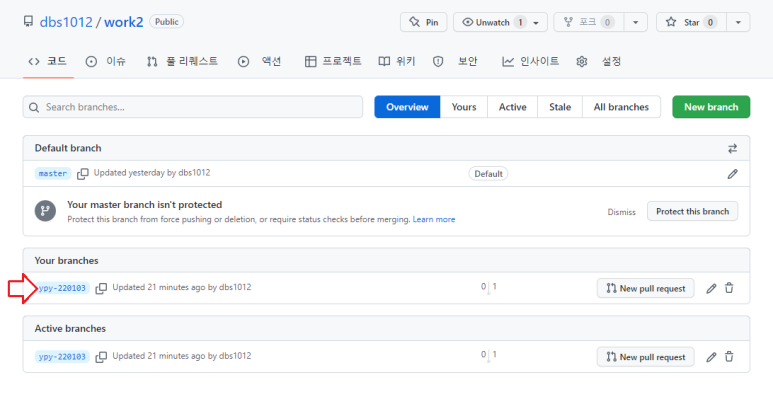 dbs1012 / work2 Public Pin Unwatch 1 포크 0 Star 0
코드 이슈 풀 리퀘스트 액션 프로젝트 위키 보안 인사이트 설정
Search branches... Overview Yours Active Stale All branches New branch
Default branch
master Updated yesterday by dbs1012 Default
Your master branch isn't protected
Protect this branch from force pushing or deletion, or require status checks before merging. Learn more Dismiss Protect this branch
Your branches
ypy-220103 Updated 21 minutes ago by dbs1012 0 1 New pull request
Active branches
ypy-220103 Updated 21 minutes ago by dbs1012 0 1 New pull request